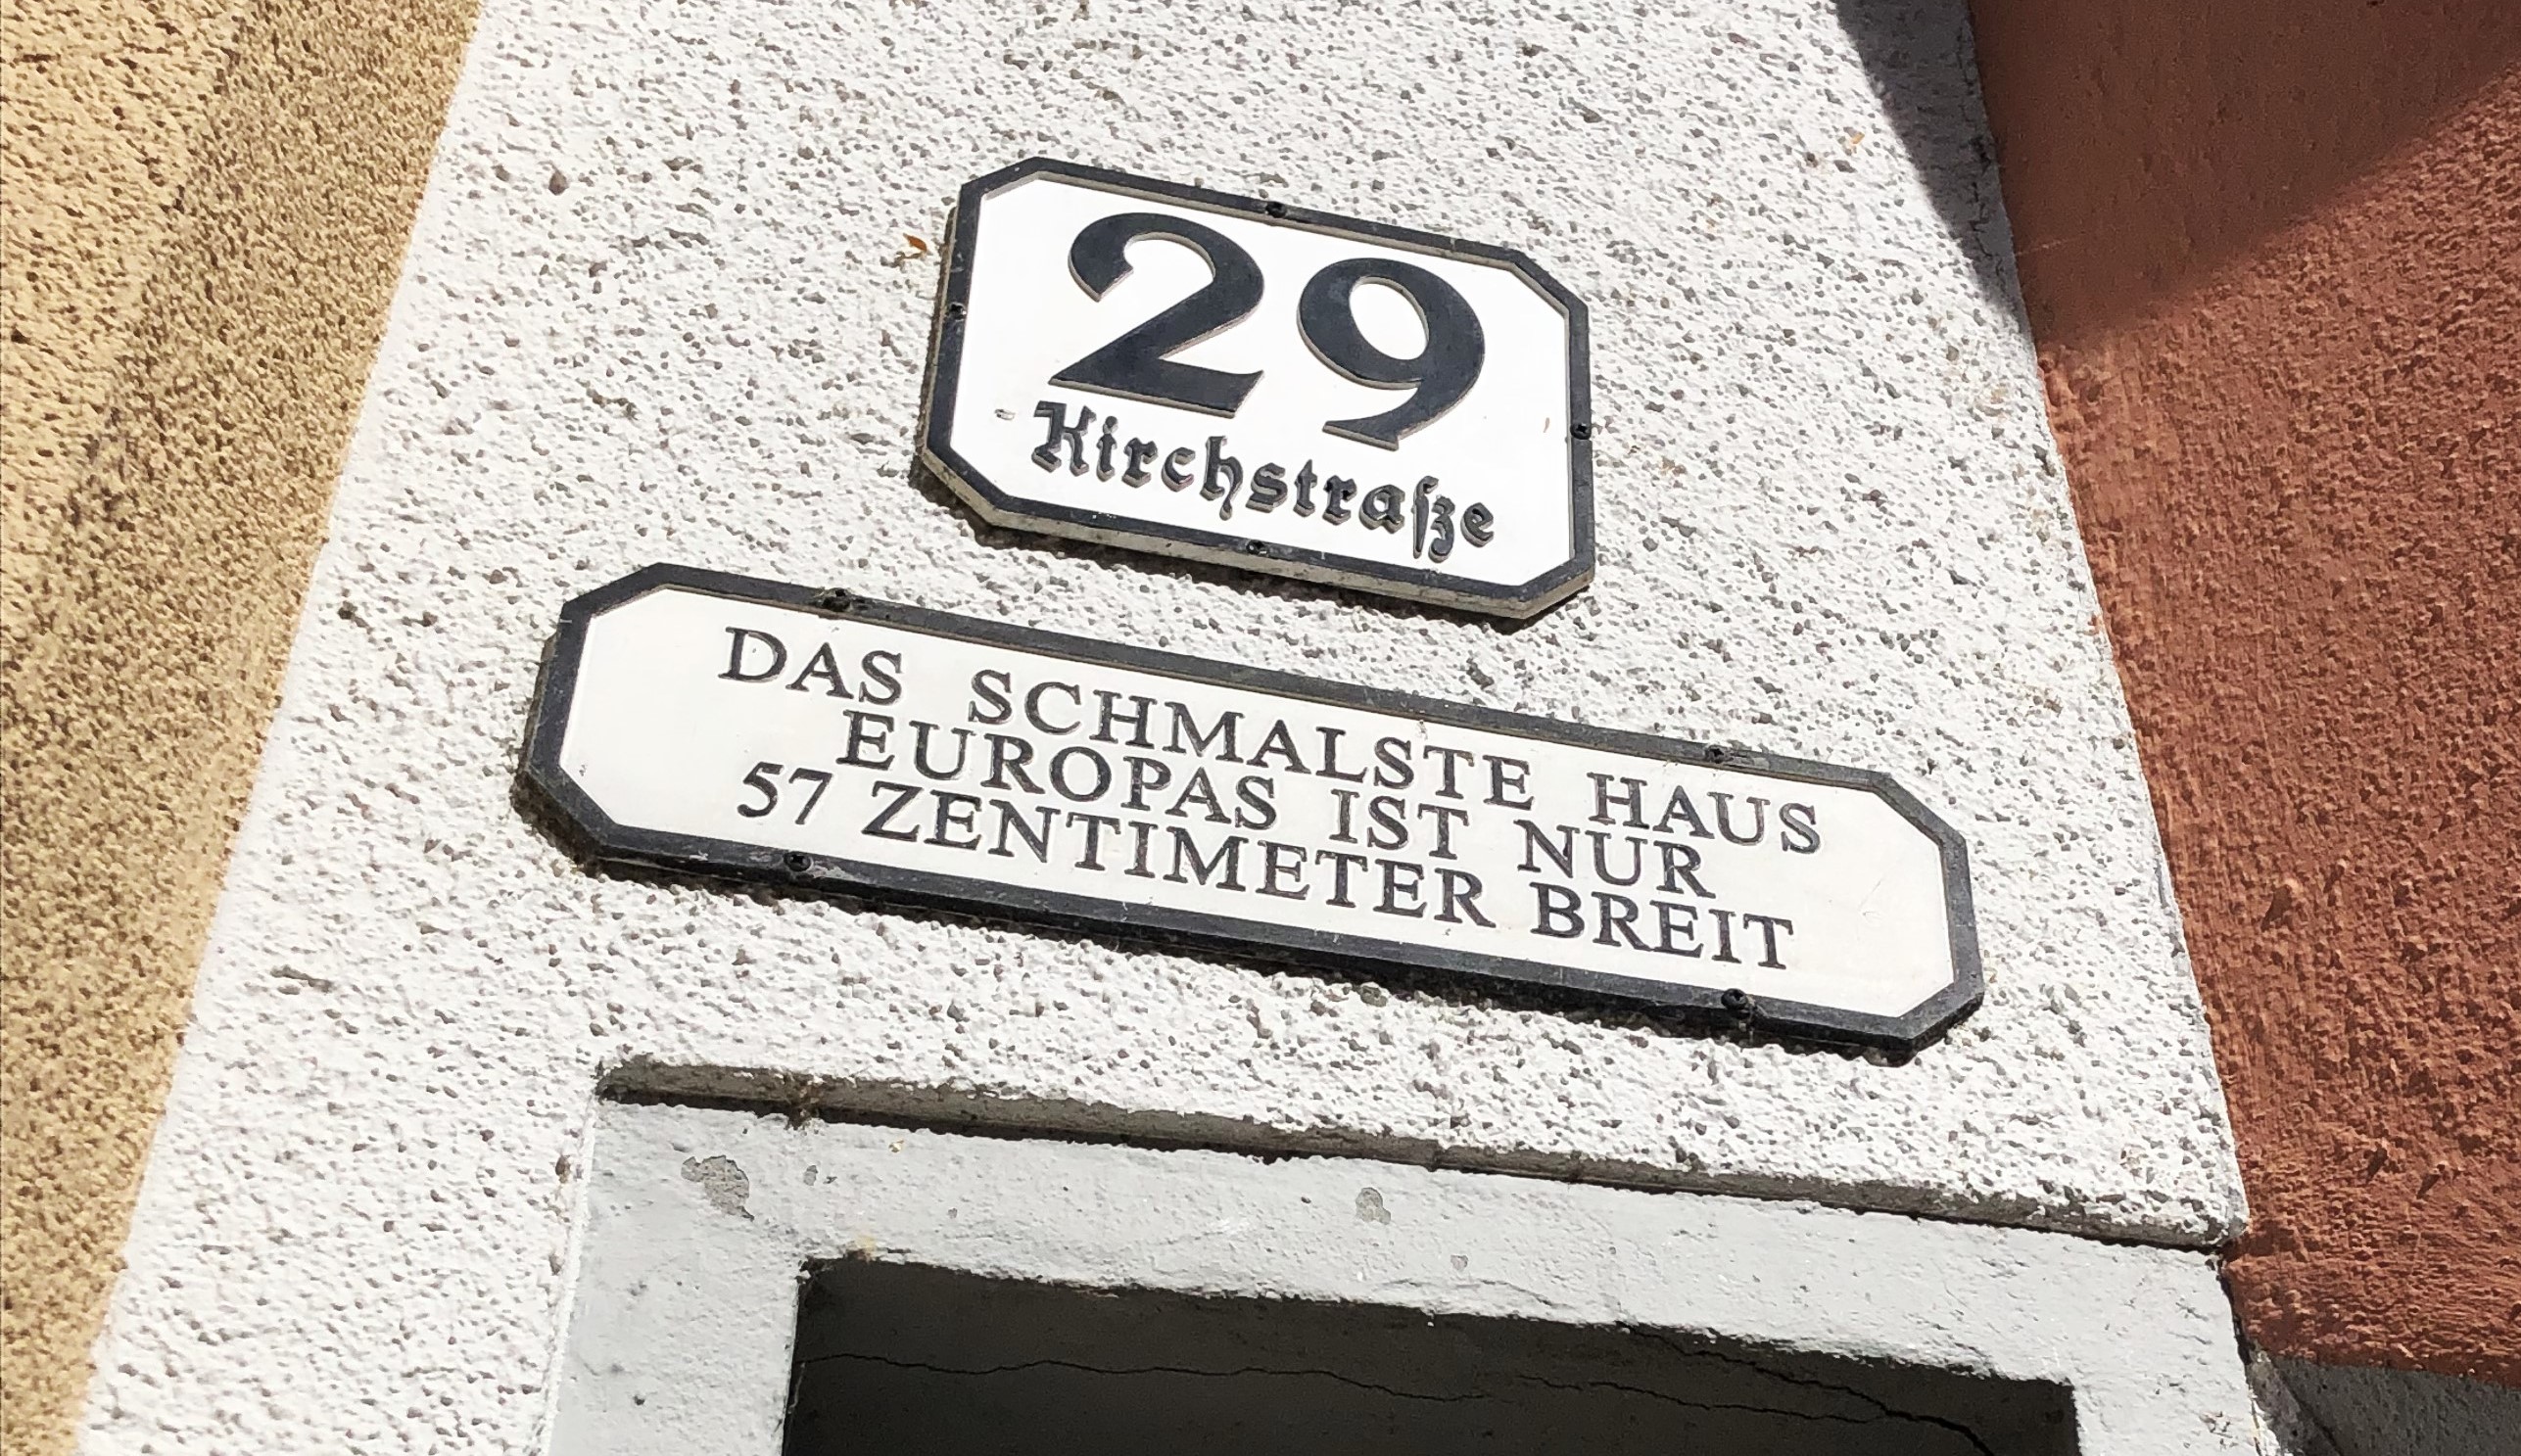 29
Kirchstraße
DAS SCHMALSTE HAUS
EUROPAS IST NUR
57 ZENTIMETER BREIT